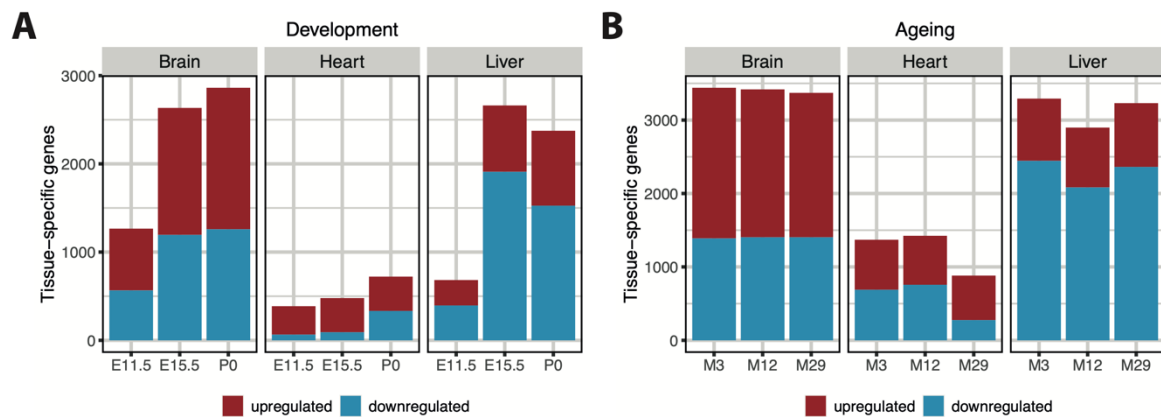 A
Development
Brain
Heart
Liver
Tissue-specific genes
3000
2000
1000
0
E11.5 E15.5 P0
E11.5 E15.5 P0
E11.5 E15.5 P0
upregulated downregulated
B
Ageing
Brain
Heart
Liver
Tissue-specific genes
3000
2000
1000
0
M3 M12 M29
M3 M12 M29
M3 M12 M29
upregulated downregulated